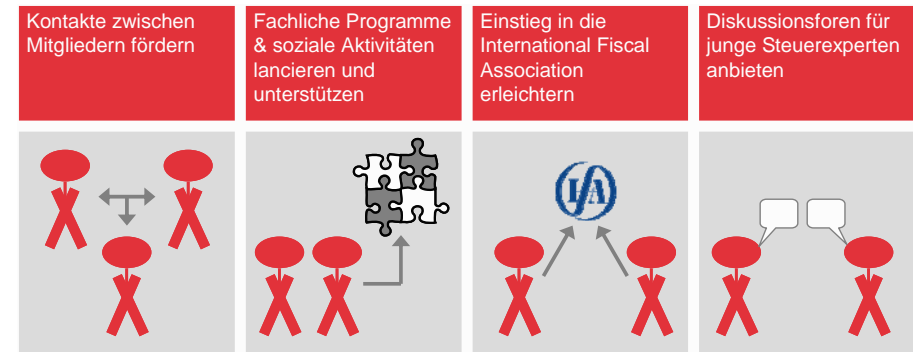 Kontakte zwischen
Mitgliedern fördern
Fachliche Programme
& soziale Aktivitäten
lancieren und
unterstützen
Einstieg in die
International Fiscal
Association
erleichtern
Diskussionsforen für
junge Steuerexperten
anbieten
IFA